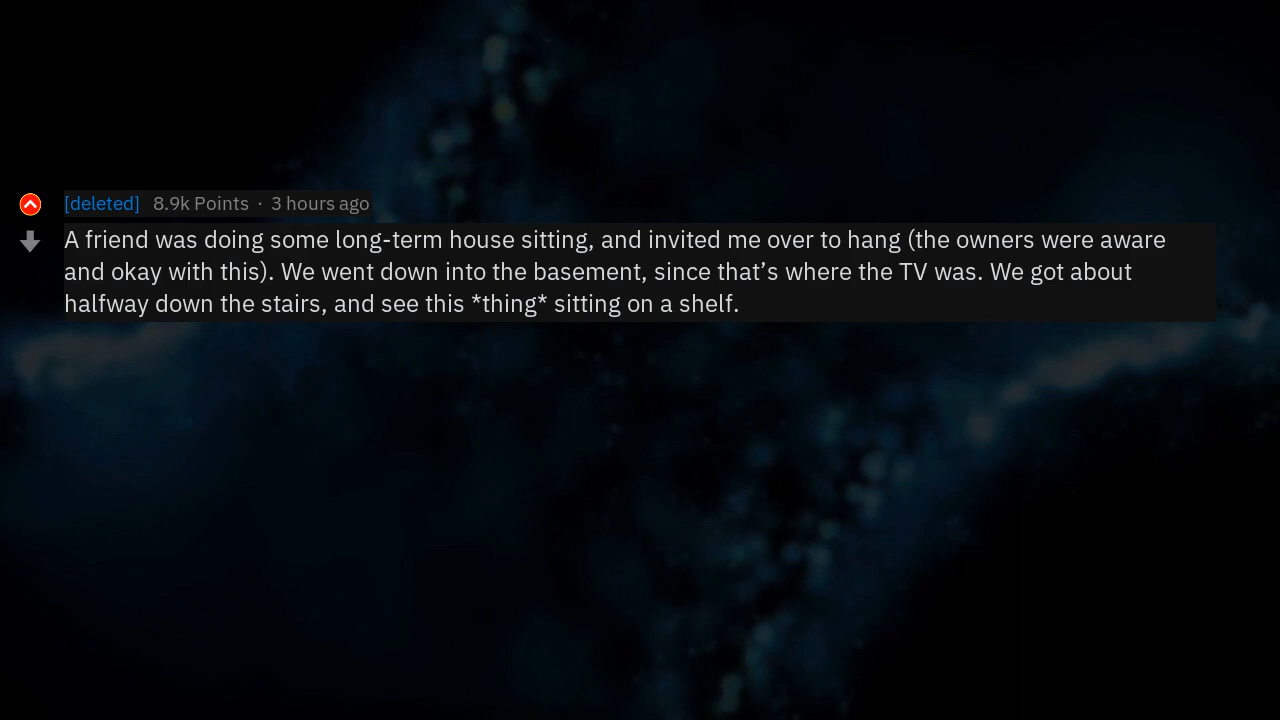 [deleted] 8.9k Points · 3 hours ago
A friend was doing some long-term house sitting, and invited me over to hang (the owners were aware
and okay with this). We went down into the basement, since that’s where the TV was. We got about
halfway down the stairs, and see this *thing* sitting on a shelf.